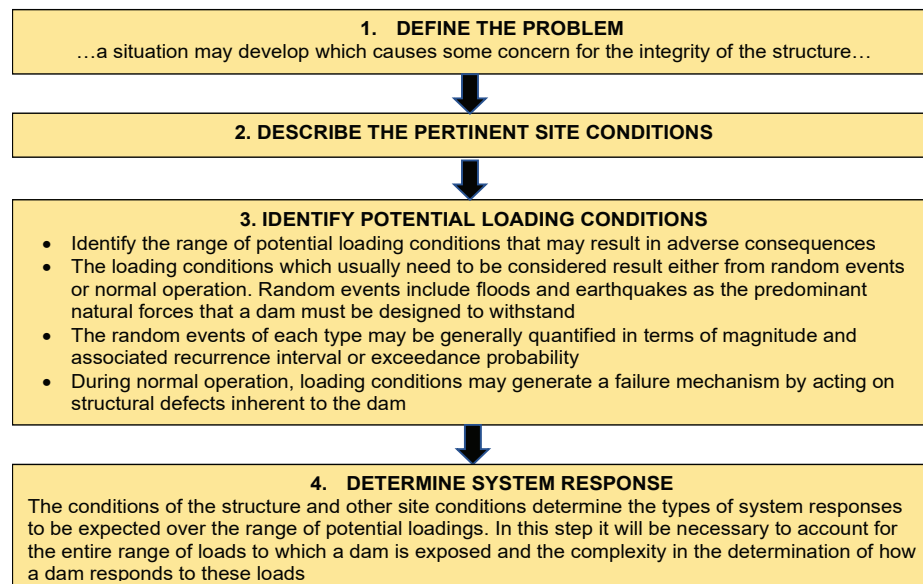 1. DEFINE THE PROBLEM
…a situation may develop which causes some concern for the integrity of the structure…
2. DESCRIBE THE PERTINENT SITE CONDITIONS
3. IDENTIFY POTENTIAL LOADING CONDITIONS
• Identify the range of potential loading conditions that may result in adverse consequences
• The loading conditions which usually need to be considered result either from random events
or normal operation. Random events include floods and earthquakes as the predominant
natural forces that a dam must be designed to withstand
• The random events of each type may be generally quantified in terms of magnitude and
associated recurrence interval or exceedance probability
• During normal operation, loading conditions may generate a failure mechanism by acting on
structural defects inherent to the dam
4. DETERMINE SYSTEM RESPONSE
The conditions of the structure and other site conditions determine the types of system responses
to be expected over the range of potential loadings. In this step it will be necessary to account for
the entire range of loads to which a dam is exposed and the complexity in the determination of how
a dam responds to these loads